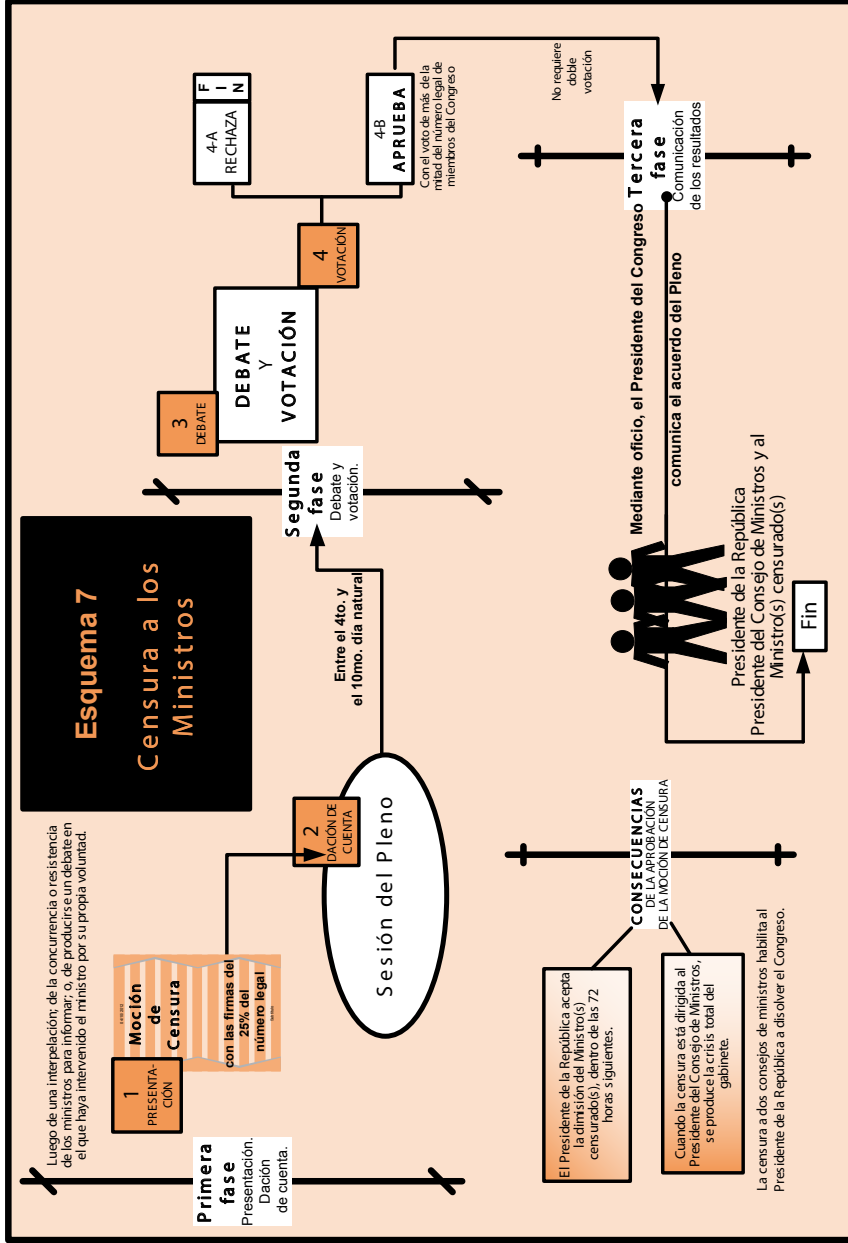 Esquema 7
Censura a los
Ministros
Luego de una interpelación; de la concurrencia o resistencia
de los ministros para informar; o, de producirse un debate en
el que haya intervenido el ministro por su propia voluntad.
Primera
fase
Presentación.
Dación
de cuenta.
1
PRESENTA-
CIÓN
Moción
de
Censura
con las firmas del
25% del
número legal
2
DACIÓN DE
CUENTA
Sesión del Pleno
Entre el 4to. y
el 10mo. día natural
Segunda
fase
Debate y
votación.
3
DEBATE
DEBATE
Y
VOTACIÓN
4
VOTACIÓN
4-A
RECHAZA
FIN
4-B
APRUEBA
Con el voto de más de la
mitad del número legal de
miembros del Congreso
No requiere
doble
votación
Tercera
fase
Comunicación
de los resultados
Mediante oficio, el Presidente del Congreso
comunica el acuerdo del Pleno
Presidente de la República
Presidente del Consejo de Ministros y al
Ministro(s) censurado(s)
Fin
CONSECUENCIAS
DE LA APROBACIÓN
DE LA MOCIÓN DE CENSURA
El Presidente de la República acepta
la dimisión del Ministro(s)
censurado(s), dentro de las 72
horas siguientes.
Cuando la censura está dirigida al
Presidente del Consejo de Ministros,
se produce la crisis total del
gabinete.
La censura a dos consejos de ministros habilita al
Presidente de la República a disolver el Congreso.